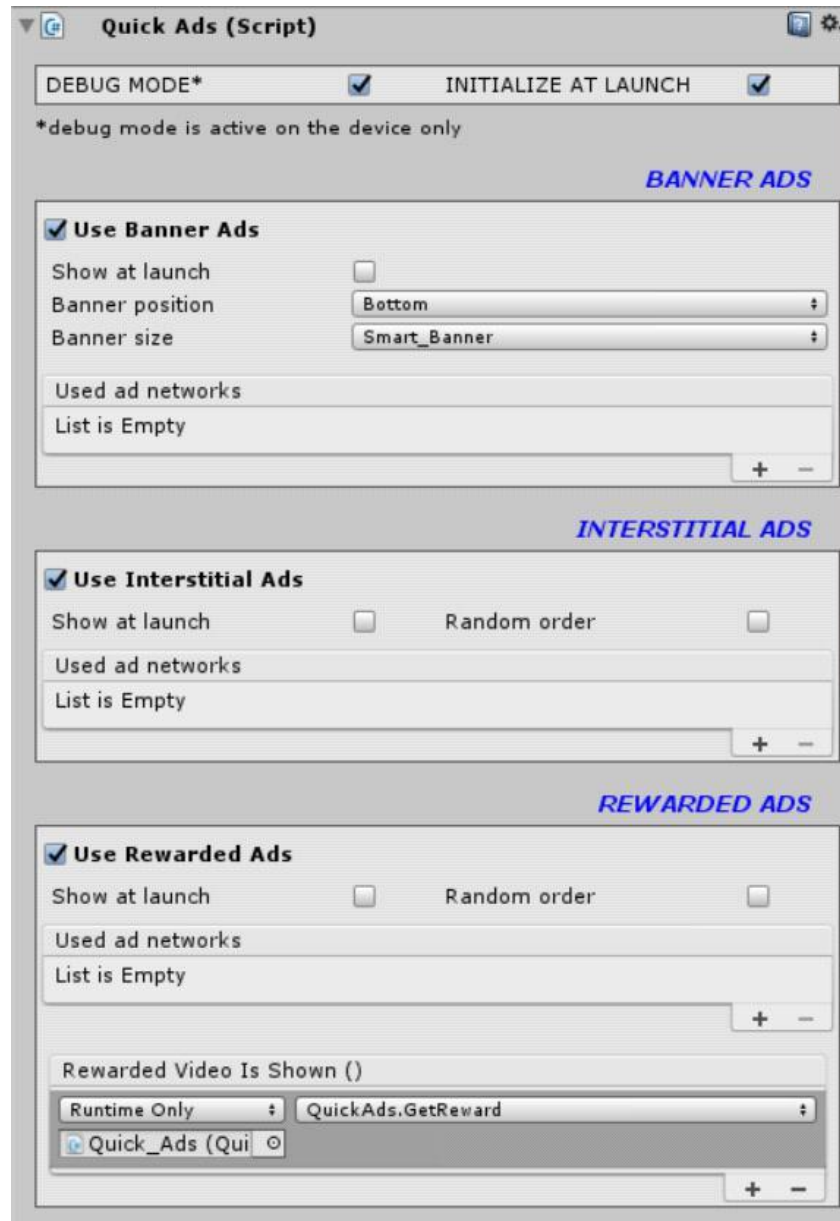 Quick Ads (Script)
DEBUG MODE* INITIALIZE AT LAUNCH
*debug mode is active on the device only
BANNER ADS
Use Banner Ads
Show at launch
Banner position Bottom
Banner size Smart_Banner
Used ad networks
List is Empty
+ −
INTERSTITIAL ADS
Use Interstitial Ads
Show at launch Random order
Used ad networks
List is Empty
+ −
REWARDED ADS
Use Rewarded Ads
Show at launch Random order
Used ad networks
List is Empty
+ −
Rewarded Video Is Shown ()
Runtime Only QuickAds.GetReward
Quick_Ads (Qui
+ −